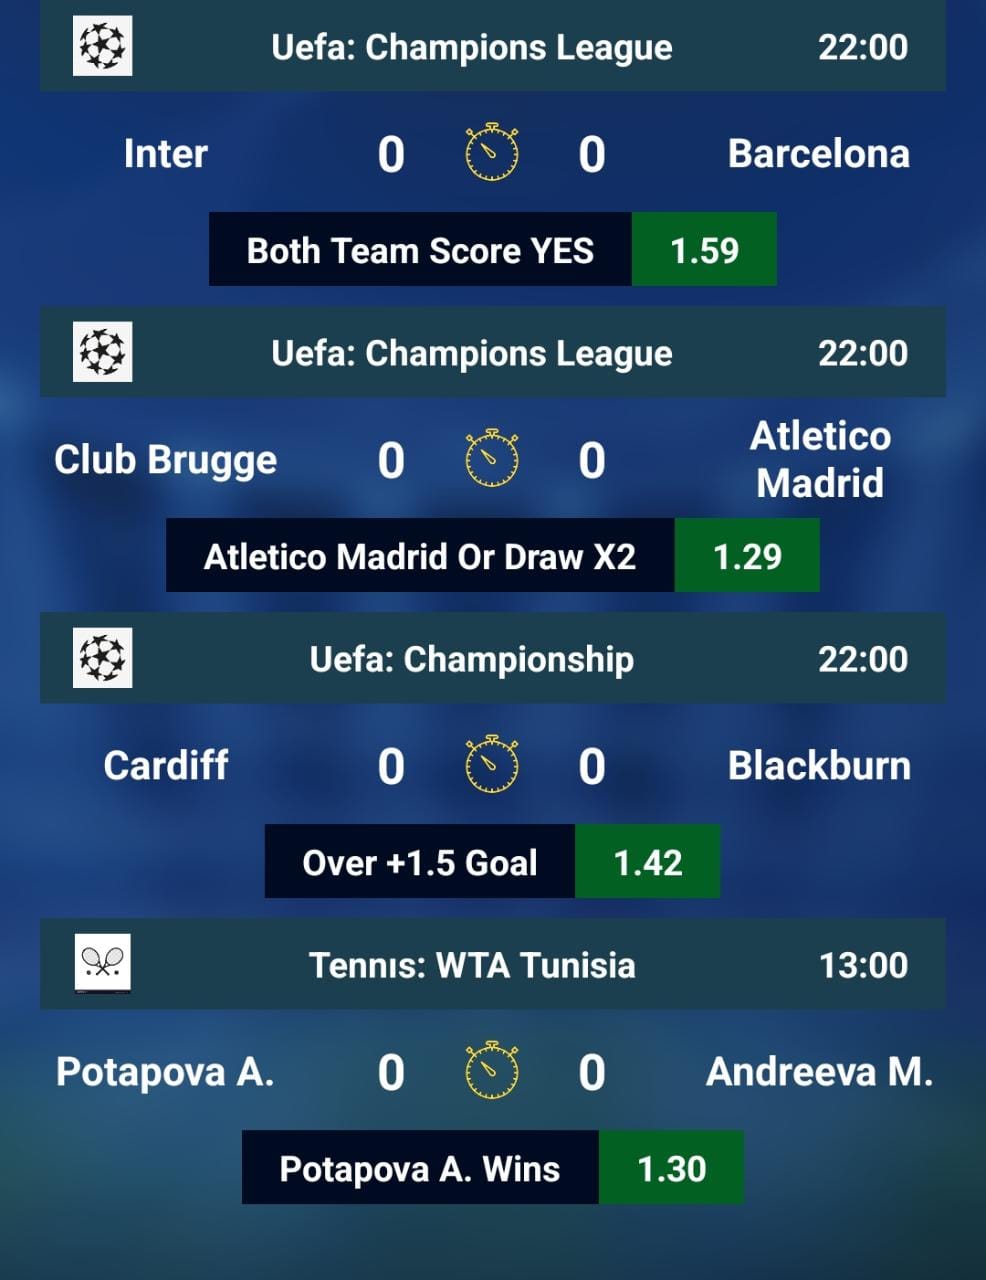 Uefa: Champions League 22:00
Inter 0 0 Barcelona
Both Team Score YES 1.59
Uefa: Champions League 22:00
Club Brugge 0 0 Atletico Madrid
Atletico Madrid Or Draw X2 1.29
Uefa: Championship 22:00
Cardiff 0 0 Blackburn
Over +1.5 Goal 1.42
Tennıs: WTA Tunisia 13:00
Potapova A. 0 0 Andreeva M.
Potapova A. Wins 1.30